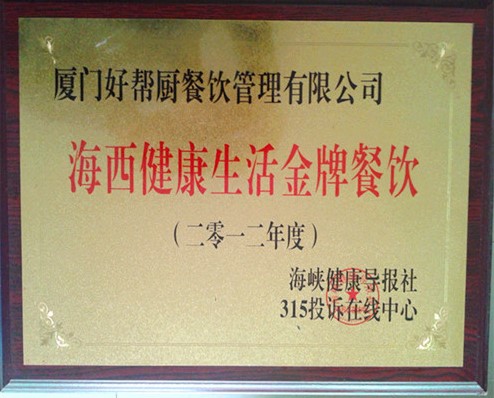 厦门好帮厨餐饮管理有限公司
海西健康生活金牌餐饮
(二零一二年度)
海峡健康导报社
315投诉在线中心